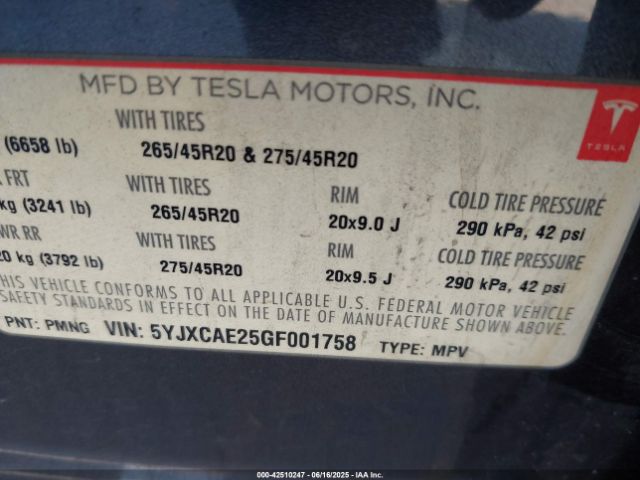 MFD BY TESLA MOTORS, INC.
TESLA
WITH TIRES
(6658 lb) 265/45R20 & 275/45R20
FRT WITH TIRES RIM COLD TIRE PRESSURE
kg (3241 lb) 265/45R20 20x9.0 J 290 kPa, 42 psi
WR RR WITH TIRES RIM COLD TIRE PRESSURE
20 kg (3792 lb) 275/45R20 20x9.5 J 290 kPa, 42 psi
THIS VEHICLE CONFORMS TO ALL APPLICABLE U.S. FEDERAL MOTOR VEHICLE
SAFETY STANDARDS IN EFFECT ON THE DATE OF MANUFACTURE SHOWN ABOVE.
PNT: PMNG VIN: 5YJXCAE25GF001758 TYPE: MPV
000-42510247 - 06/16/2025 - IAA Inc.